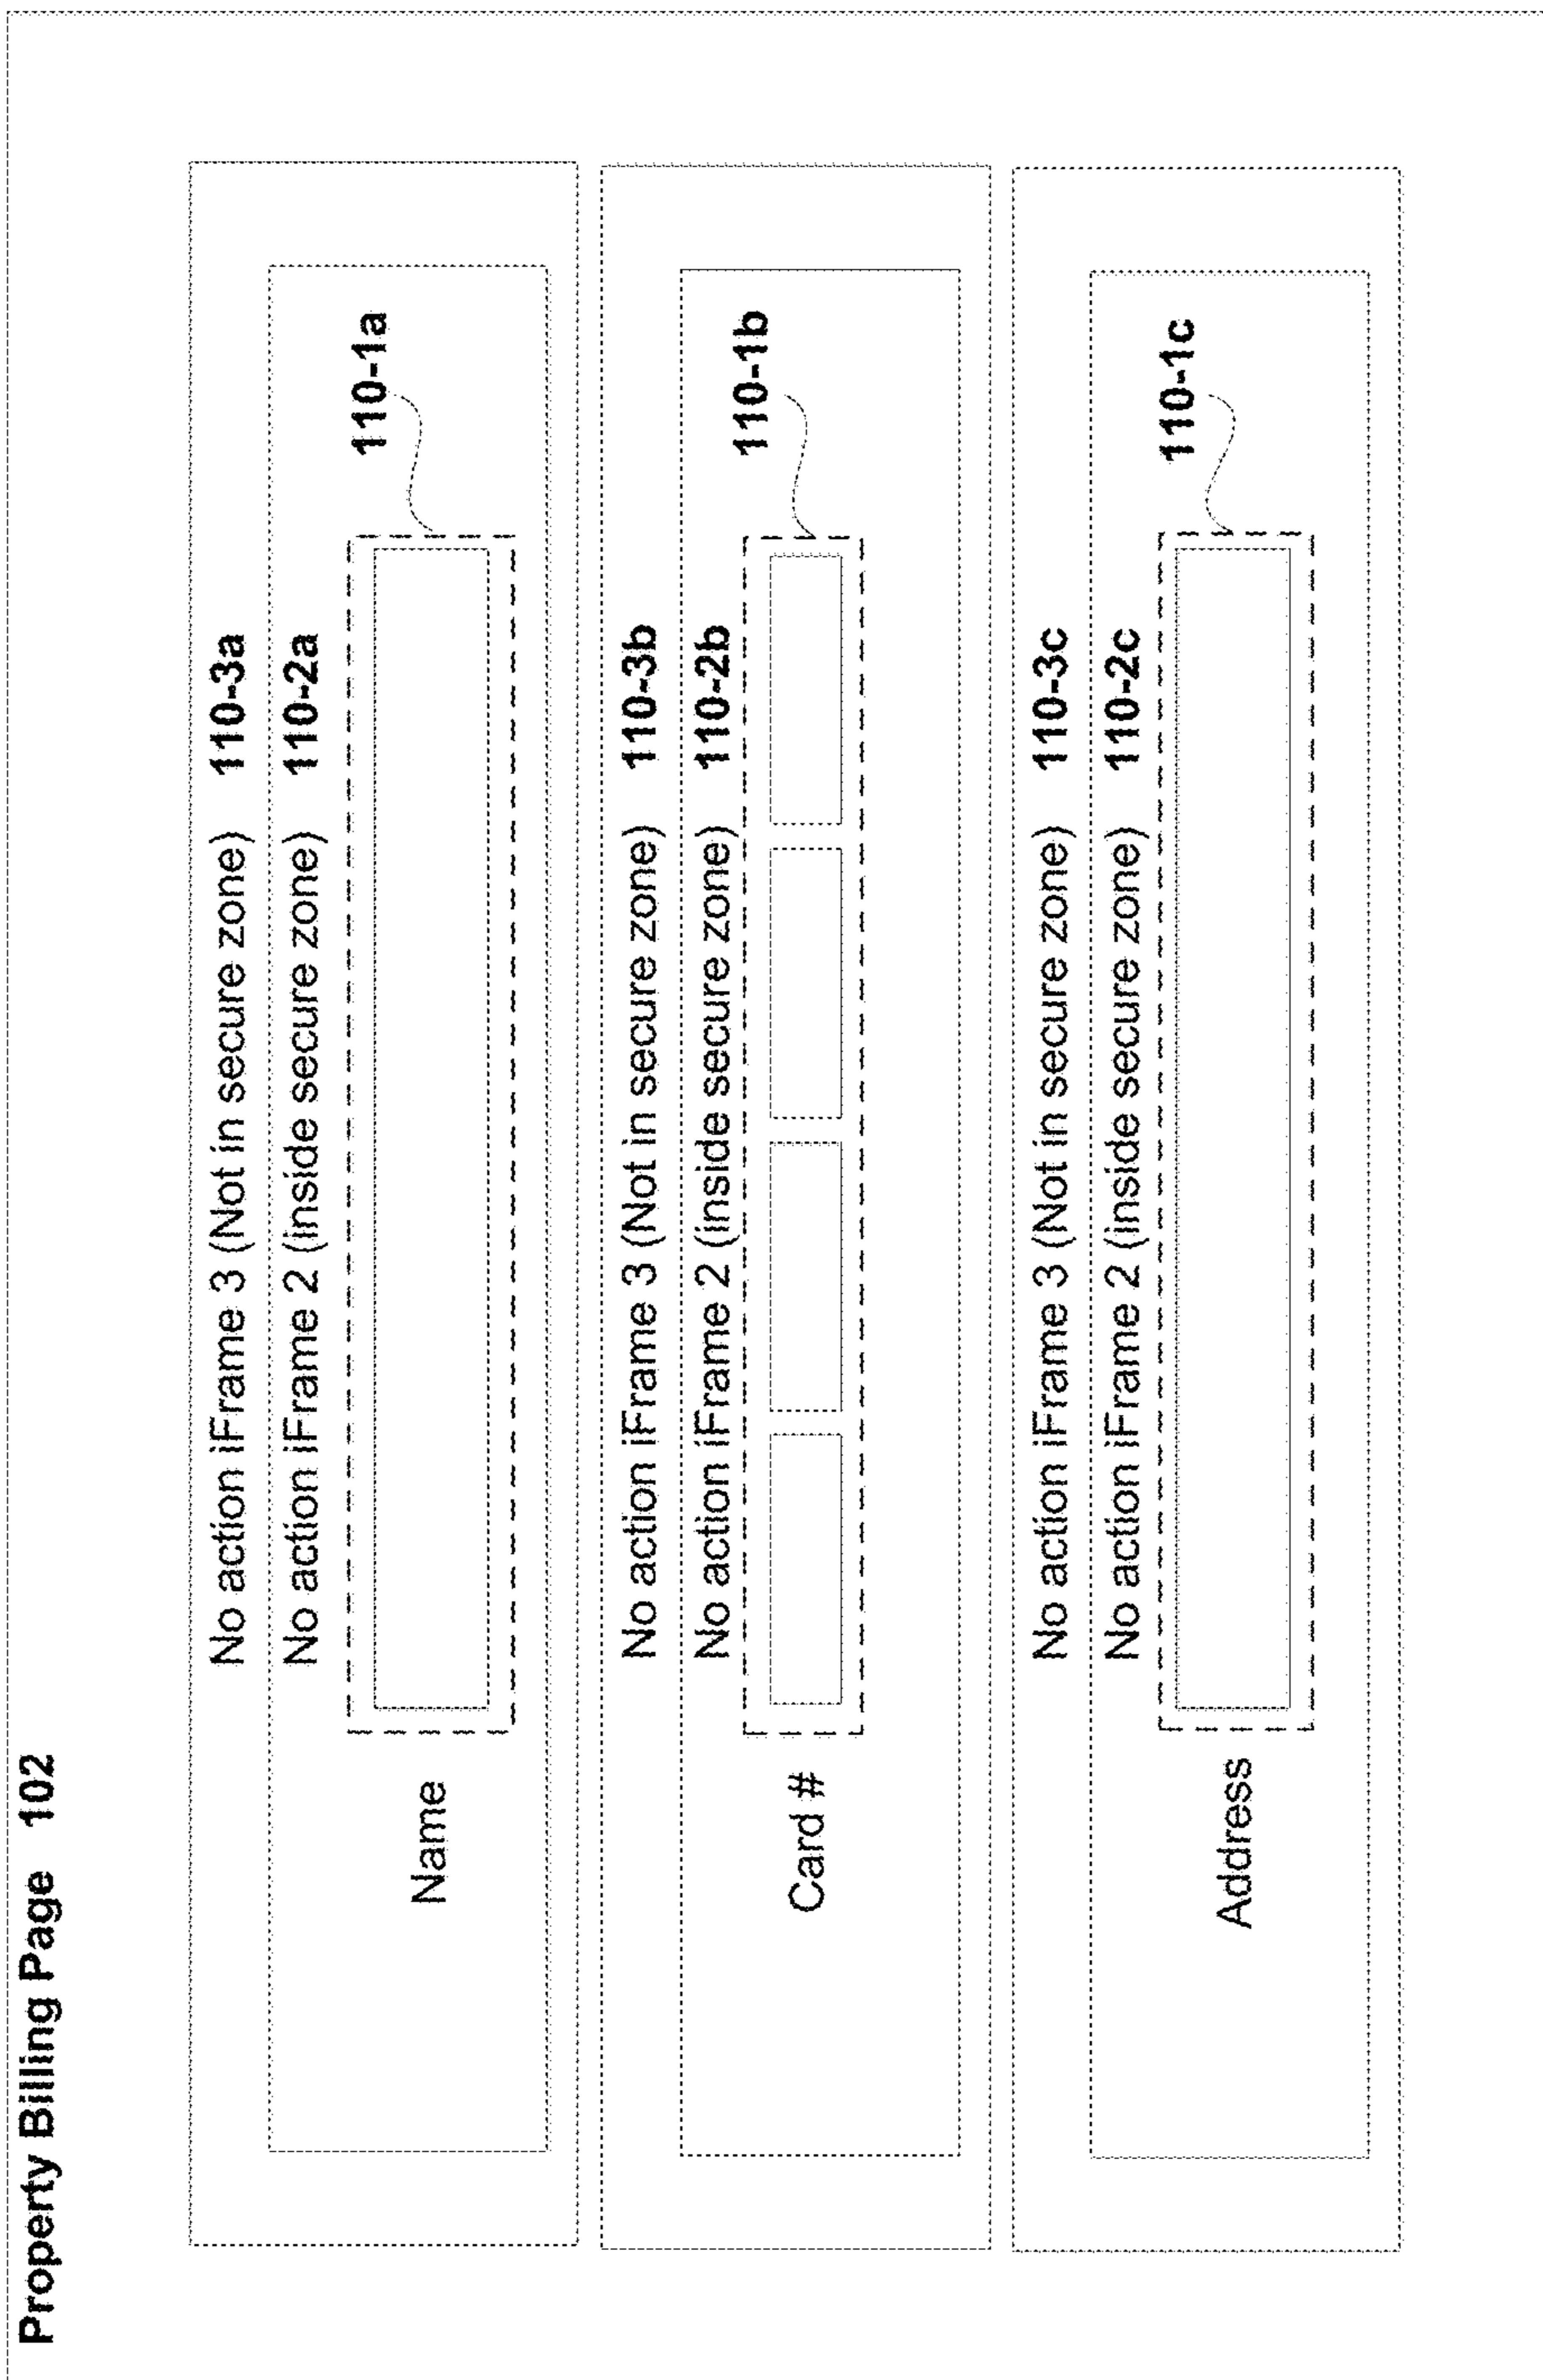 Property Billing Page 102
No action iFrame 3 (Not in secure zone) 110-3a
No action iFrame 2 (inside secure zone) 110-2a
Name
110-1a
No action iFrame 3 (Not in secure zone) 110-3b
No action iFrame 2 (inside secure zone) 110-2b
Card #
110-1b
No action iFrame 3 (Not in secure zone) 110-3c
No action iFrame 2 (inside secure zone) 110-2c
Address
110-1c